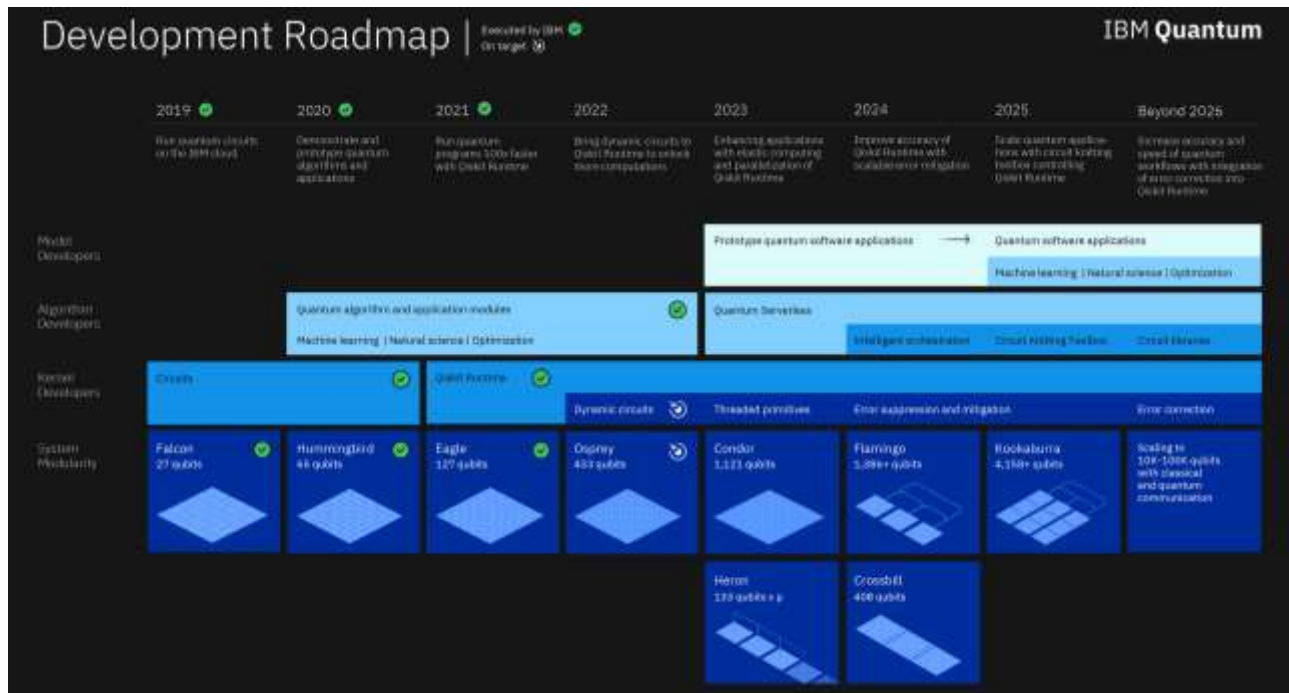 Development Roadmap
Executed by IBM
On target
IBM Quantum
2019
2020
2021
2022
2023
2024
2025
Beyond 2026
Run quantum circuits
on the IBM cloud
Demonstrate and
prototype quantum
algorithms and
applications
Run quantum
programs 100x faster
with Qiskit Runtime
Bring dynamic circuits to
Qiskit Runtime to unlock
more computations
Enhancing applications
with elastic computing
and parallelization of
Qiskit Runtime
Improve accuracy of
Qiskit Runtime with
scalable error mitigation
Scale quantum applica-
tions with circuit knitting
toolbox controlling
Qiskit Runtime
Increase accuracy and
speed of quantum
workflows with integration
of error correction into
Qiskit Runtime
Model
Developers
Prototype quantum software applications
Quantum software applications
Machine learning | Natural science | Optimization
Algorithm
Developers
Quantum algorithm and application modules
Machine learning | Natural science | Optimization
Quantum Serverless
Intelligent orchestration
Circuit Knitting Toolbox
Circuit libraries
Kernel
Developers
Circuits
Qiskit Runtime
Dynamic circuits
Threaded primitives
Error suppression and mitigation
Error correction
System
Modularity
Falcon
27 qubits
Hummingbird
65 qubits
Eagle
127 qubits
Osprey
433 qubits
Condor
1,121 qubits
Flamingo
1,386+ qubits
Kookaburra
4,158+ qubits
Scaling to
10K-100K qubits
with classical
and quantum
communication
Heron
133 qubits x p
Crossbill
408 qubits